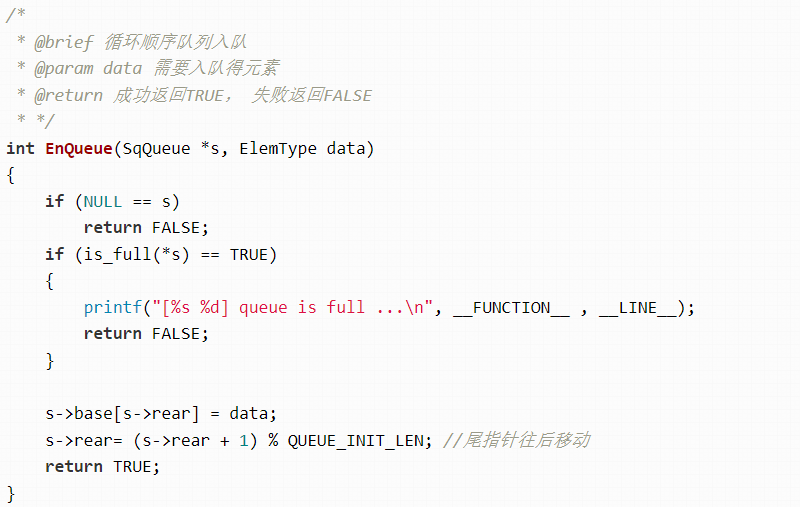 /*
 * @brief 循环顺序队列入队
 * @param data 需要入队得元素
 * @return 成功返回TRUE， 失败返回FALSE
 * */
int EnQueue(SqQueue *s, ElemType data)
{
    if (NULL == s)
        return FALSE;
    if (is_full(*s) == TRUE)
    {
        printf("[%s %d] queue is full ...\n", __FUNCTION__ , __LINE__);
        return FALSE;
    }

    s->base[s->rear] = data;
    s->rear= (s->rear + 1) % QUEUE_INIT_LEN; //尾指针往后移动
    return TRUE;
}